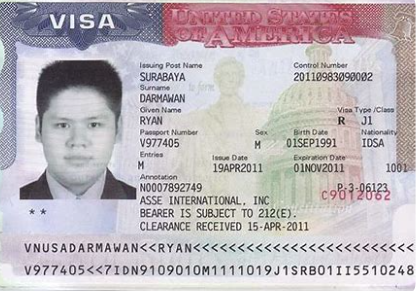 VISA UNITED STATES OF AMERICA
Issuing Post Name Control Number
SURABAYA 20110983090002
Surname
DARMAWAN
Given Name Visa Type /Class
RYAN R J1
Passport Number Sex Birth Date Nationality
V977405 M 01SEP1991 IDSA
Entries Issue Date Expiration Date
M 19APR2011 01NOV2011 1001
Annotation
N0007892749 P-3-06123
ASSE INTERNATIONAL, INC C9012062
BEARER IS SUBJECT TO 212(E).
CLEARANCE RECEIVED 15-APR-2011
**
VNUSADARMAWAN<<RYAN<<<<<<<<<<<<<<<<<<<<<<<<
V977405<<7IDN9109010M1111019J1SRB01II5510248